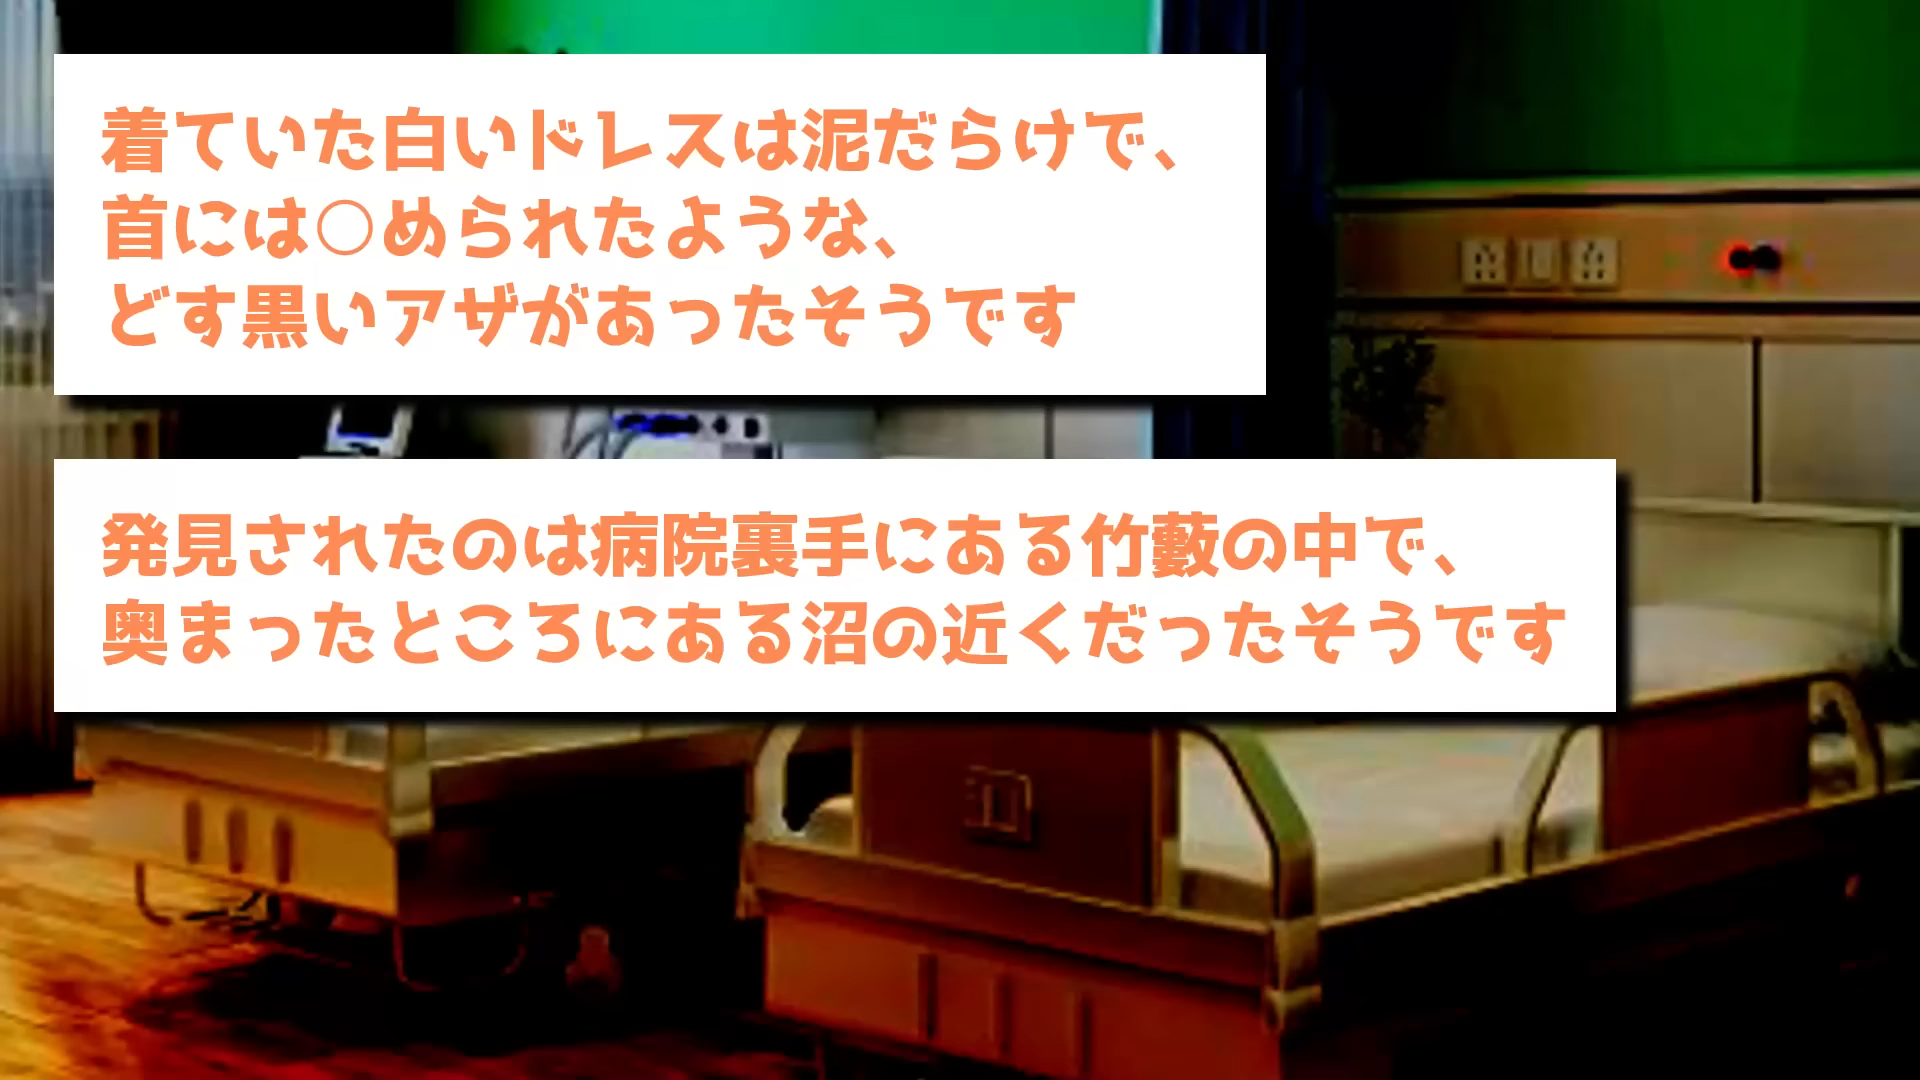 着ていた白いドレスは泥だらけで、
首には○められたような、
どす黒いアザがあったそうです
発見されたのは病院裏手にある竹藪の中で、
奥まったところにある沼の近くだったそうです